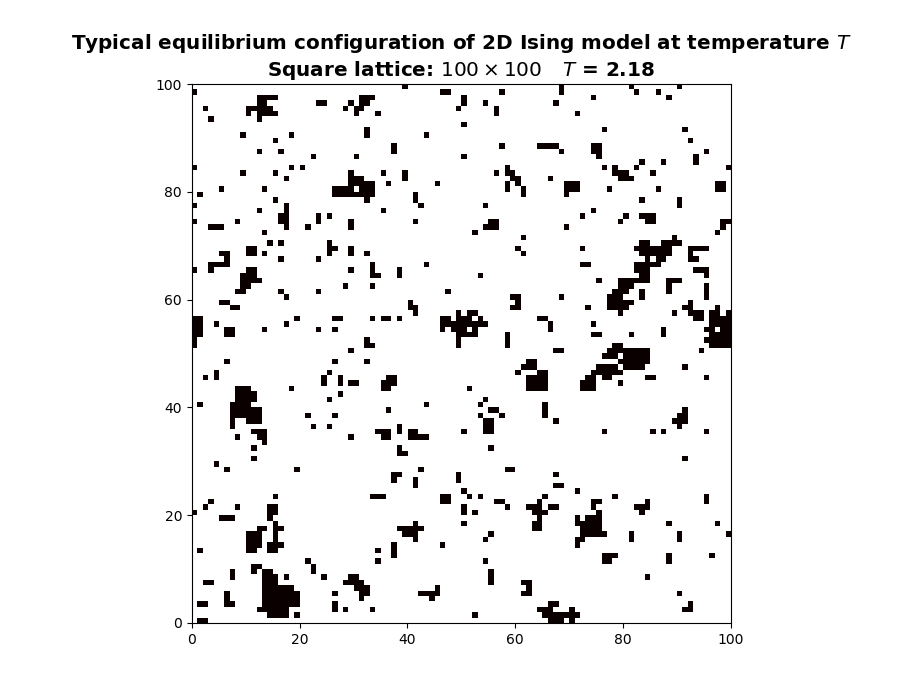 Typical equilibrium configuration of 2D Ising model at temperature T
Square lattice: 100 × 100 T = 2.18
100
80
60
40
20
0
0 20 40 60 80 100